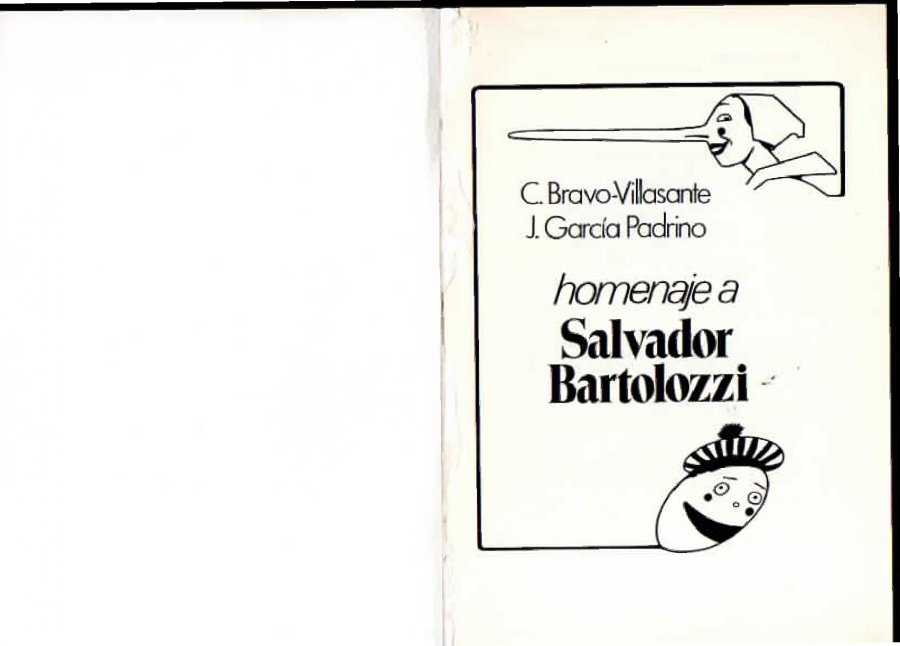 C. Bravo-Villasante
J. García Padrino
homenaje a
Salvador
Bartolozzi